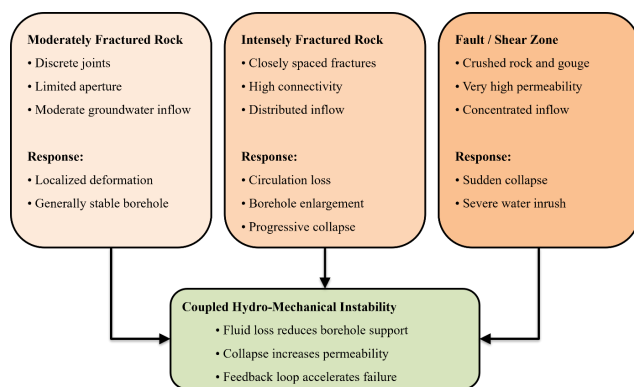 Moderately Fractured Rock
• Discrete joints
• Limited aperture
• Moderate groundwater inflow
Response:
• Localized deformation
• Generally stable borehole
Intensely Fractured Rock
• Closely spaced fractures
• High connectivity
• Distributed inflow
Response:
• Circulation loss
• Borehole enlargement
• Progressive collapse
Fault / Shear Zone
• Crushed rock and gouge
• Very high permeability
• Concentrated inflow
Response:
• Sudden collapse
• Severe water inrush
Coupled Hydro-Mechanical Instability
• Fluid loss reduces borehole support
• Collapse increases permeability
• Feedback loop accelerates failure